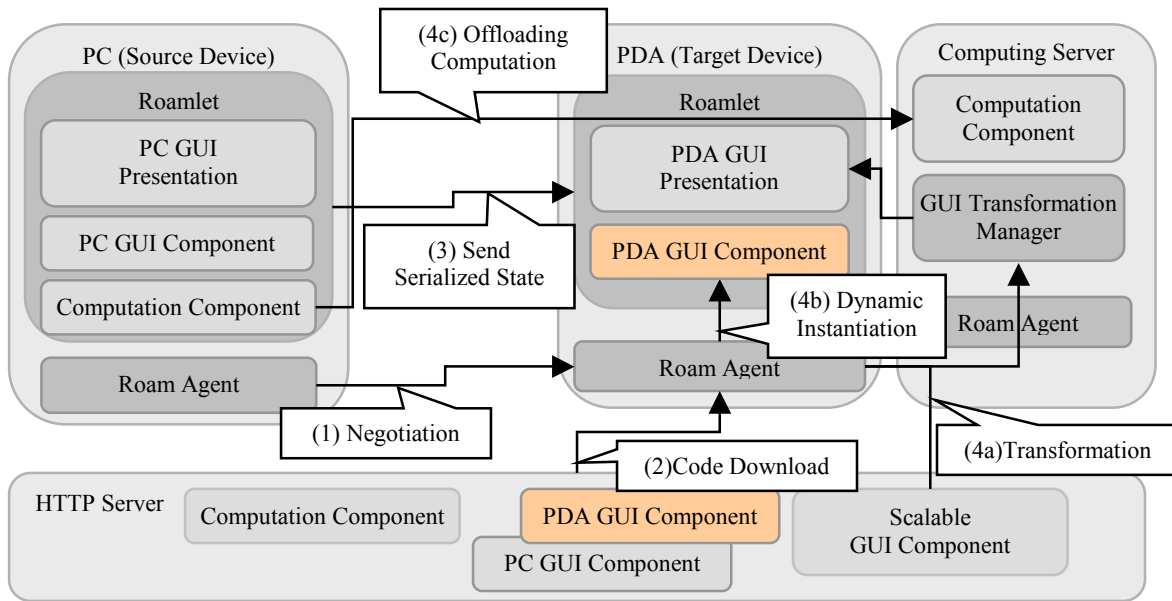 (4c) Offloading
Computation
PC (Source Device)
PDA (Target Device)
Computing Server
Roamlet
PC GUI
Presentation
PC GUI Component
Computation Component
Roam Agent
Roamlet
PDA GUI
Presentation
PDA GUI Component
Roam Agent
Computation
Component
GUI Transformation
Manager
Roam Agent
(3) Send
Serialized State
(4b) Dynamic
Instantiation
(1) Negotiation
(2)Code Download
(4a)Transformation
HTTP Server
Computation Component
PDA GUI Component
PC GUI Component
Scalable
GUI Component